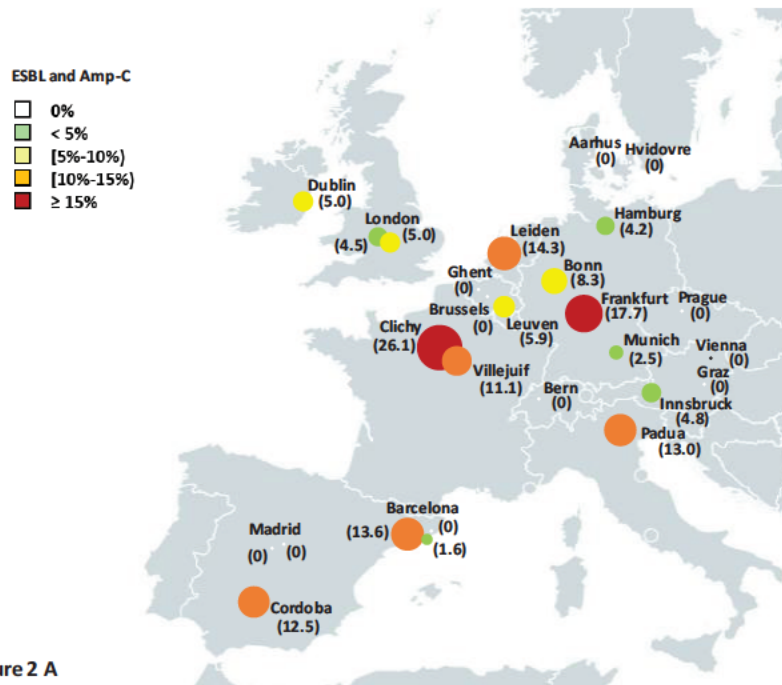 ESBL and Amp-C
0%
< 5%
[5%-10%)
[10%-15%)
≥ 15%
Aarhus
(0)
Hvidovre
(0)
Dublin
(5.0)
London
(4.5)
(5.0)
Hamburg
(4.2)
Leiden
(14.3)
Ghent
(0)
Bonn
(8.3)
Brussels
(0)
Leuven
(5.9)
Frankfurt
(17.7)
Prague
(0)
Clichy
(26.1)
Villejuif
(11.1)
Munich
(2.5)
Vienna
(0)
Graz
(0)
Bern
(0)
Innsbruck
(4.8)
Padua
(13.0)
Barcelona
(13.6)
(0)
(1.6)
Madrid
(0)
(0)
Cordoba
(12.5)
ure 2 A